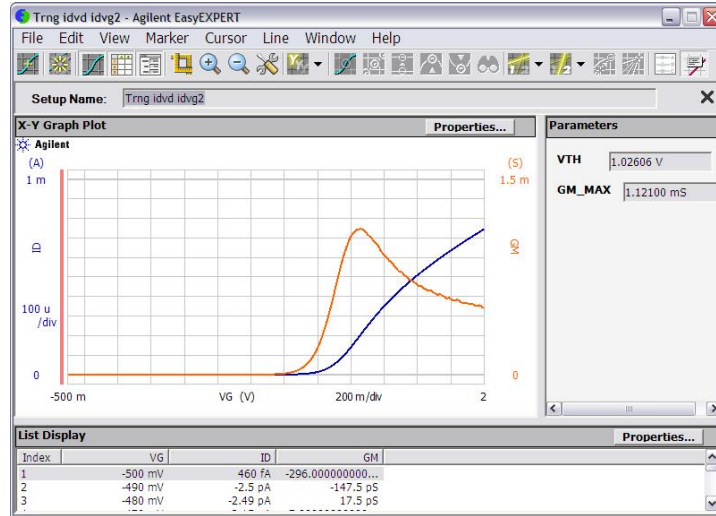 Trng idvd idvg2 - Agilent EasyEXPERT
File Edit View Marker Cursor Line Window Help
Setup Name: Trng idvd idvg2
X-Y Graph Plot Properties...
Agilent
(A) (S)
1 m 1.5 m
ID GM
100 u
/div
0 0
-500 m VG (V) 200 m/div 2
Parameters
VTH 1.02606 V
GM_MAX 1.12100 mS
List Display Properties...
Index VG ID GM
1 -500 mV 460 fA -296.000000000...
2 -490 mV -2.5 pA -147.5 pS
3 -480 mV -2.49 pA 17.5 pS